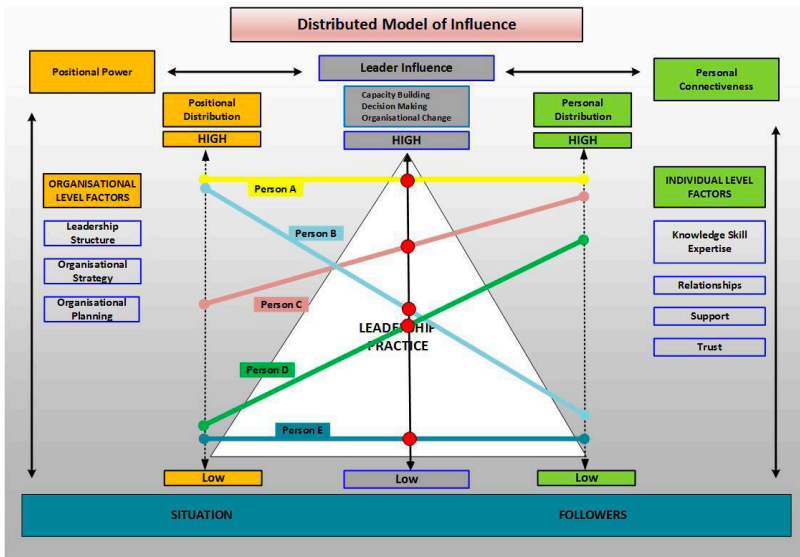 Distributed Model of Influence
Positional Power
Leader Influence
Personal
Connectiveness
Positional
Distribution
Capacity Building
Decision Making
Organisational Change
Personal
Distribution
HIGH
HIGH
HIGH
ORGANISATIONAL
LEVEL FACTORS
Leadership
Structure
Organisational
Strategy
Organisational
Planning
INDIVIDUAL LEVEL
FACTORS
Knowledge Skill
Expertise
Relationships
Support
Trust
Person A
Person B
Person C
LEADERSHIP
PRACTICE
Person D
Person E
Low
Low
Low
SITUATION
FOLLOWERS